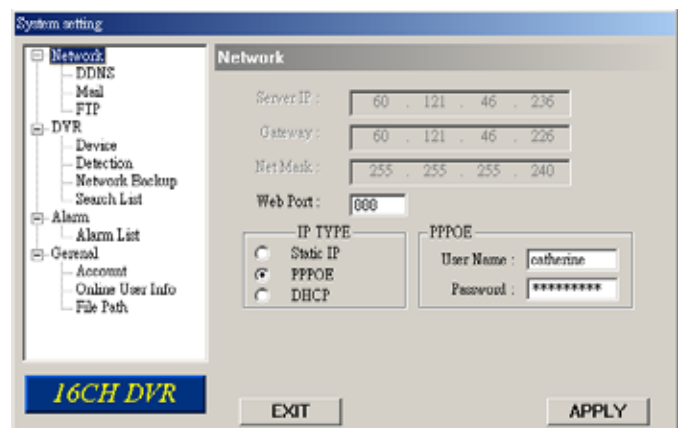 System setting
Network
DDNS
Mail
FTP
DVR
Device
Detection
Network Backup
Search List
Alarm
Alarm List
Gerenal
Account
Online User Info
File Path
16CH DVR
Network
Server IP : 60 . 121 . 46 . 236
Gateway : 60 . 121 . 46 . 226
Net Mask : 255 . 255 . 255 . 240
Web Port : 000
IP TYPE
Static IP
PPPOE
DHCP
PPPOE
User Name : catherine
Password : *********
EXIT
APPLY